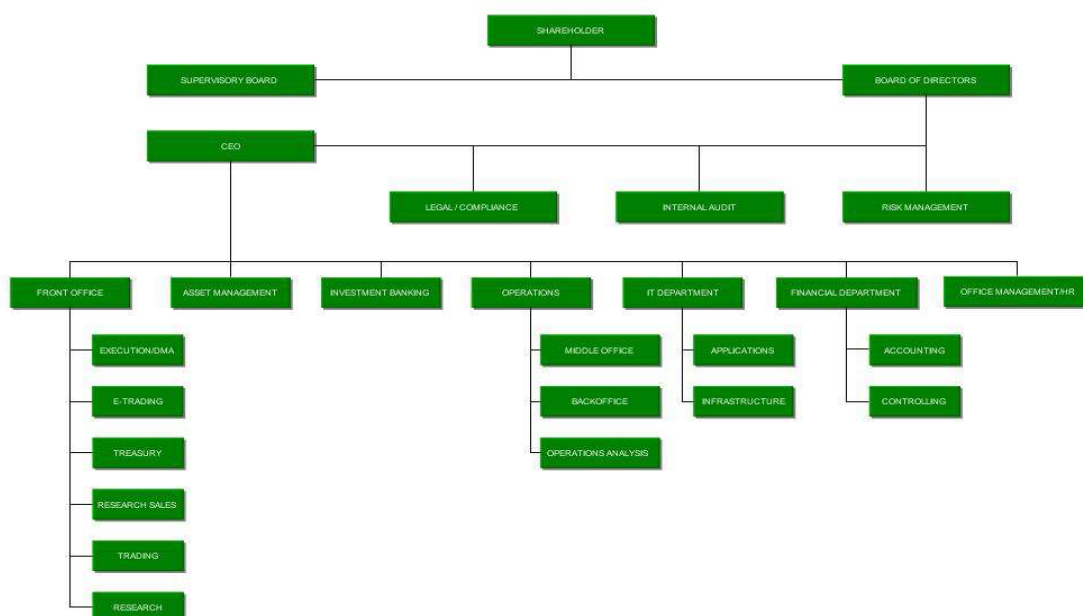 SHAREHOLDER
SUPERVISORY BOARD
BOARD OF DIRECTORS
CEO
LEGAL / COMPLIANCE
INTERNAL AUDIT
RISK MANAGEMENT
FRONT OFFICE
ASSET MANAGEMENT
INVESTMENT BANKING
OPERATIONS
IT DEPARTMENT
FINANCIAL DEPARTMENT
OFFICE MANAGEMENT/HR
EXECUTION/DMA
MIDDLE OFFICE
APPLICATIONS
ACCOUNTING
E-TRADING
BACKOFFICE
INFRASTRUCTURE
CONTROLLING
TREASURY
OPERATIONS ANALYSIS
RESEARCH SALES
TRADING
RESEARCH